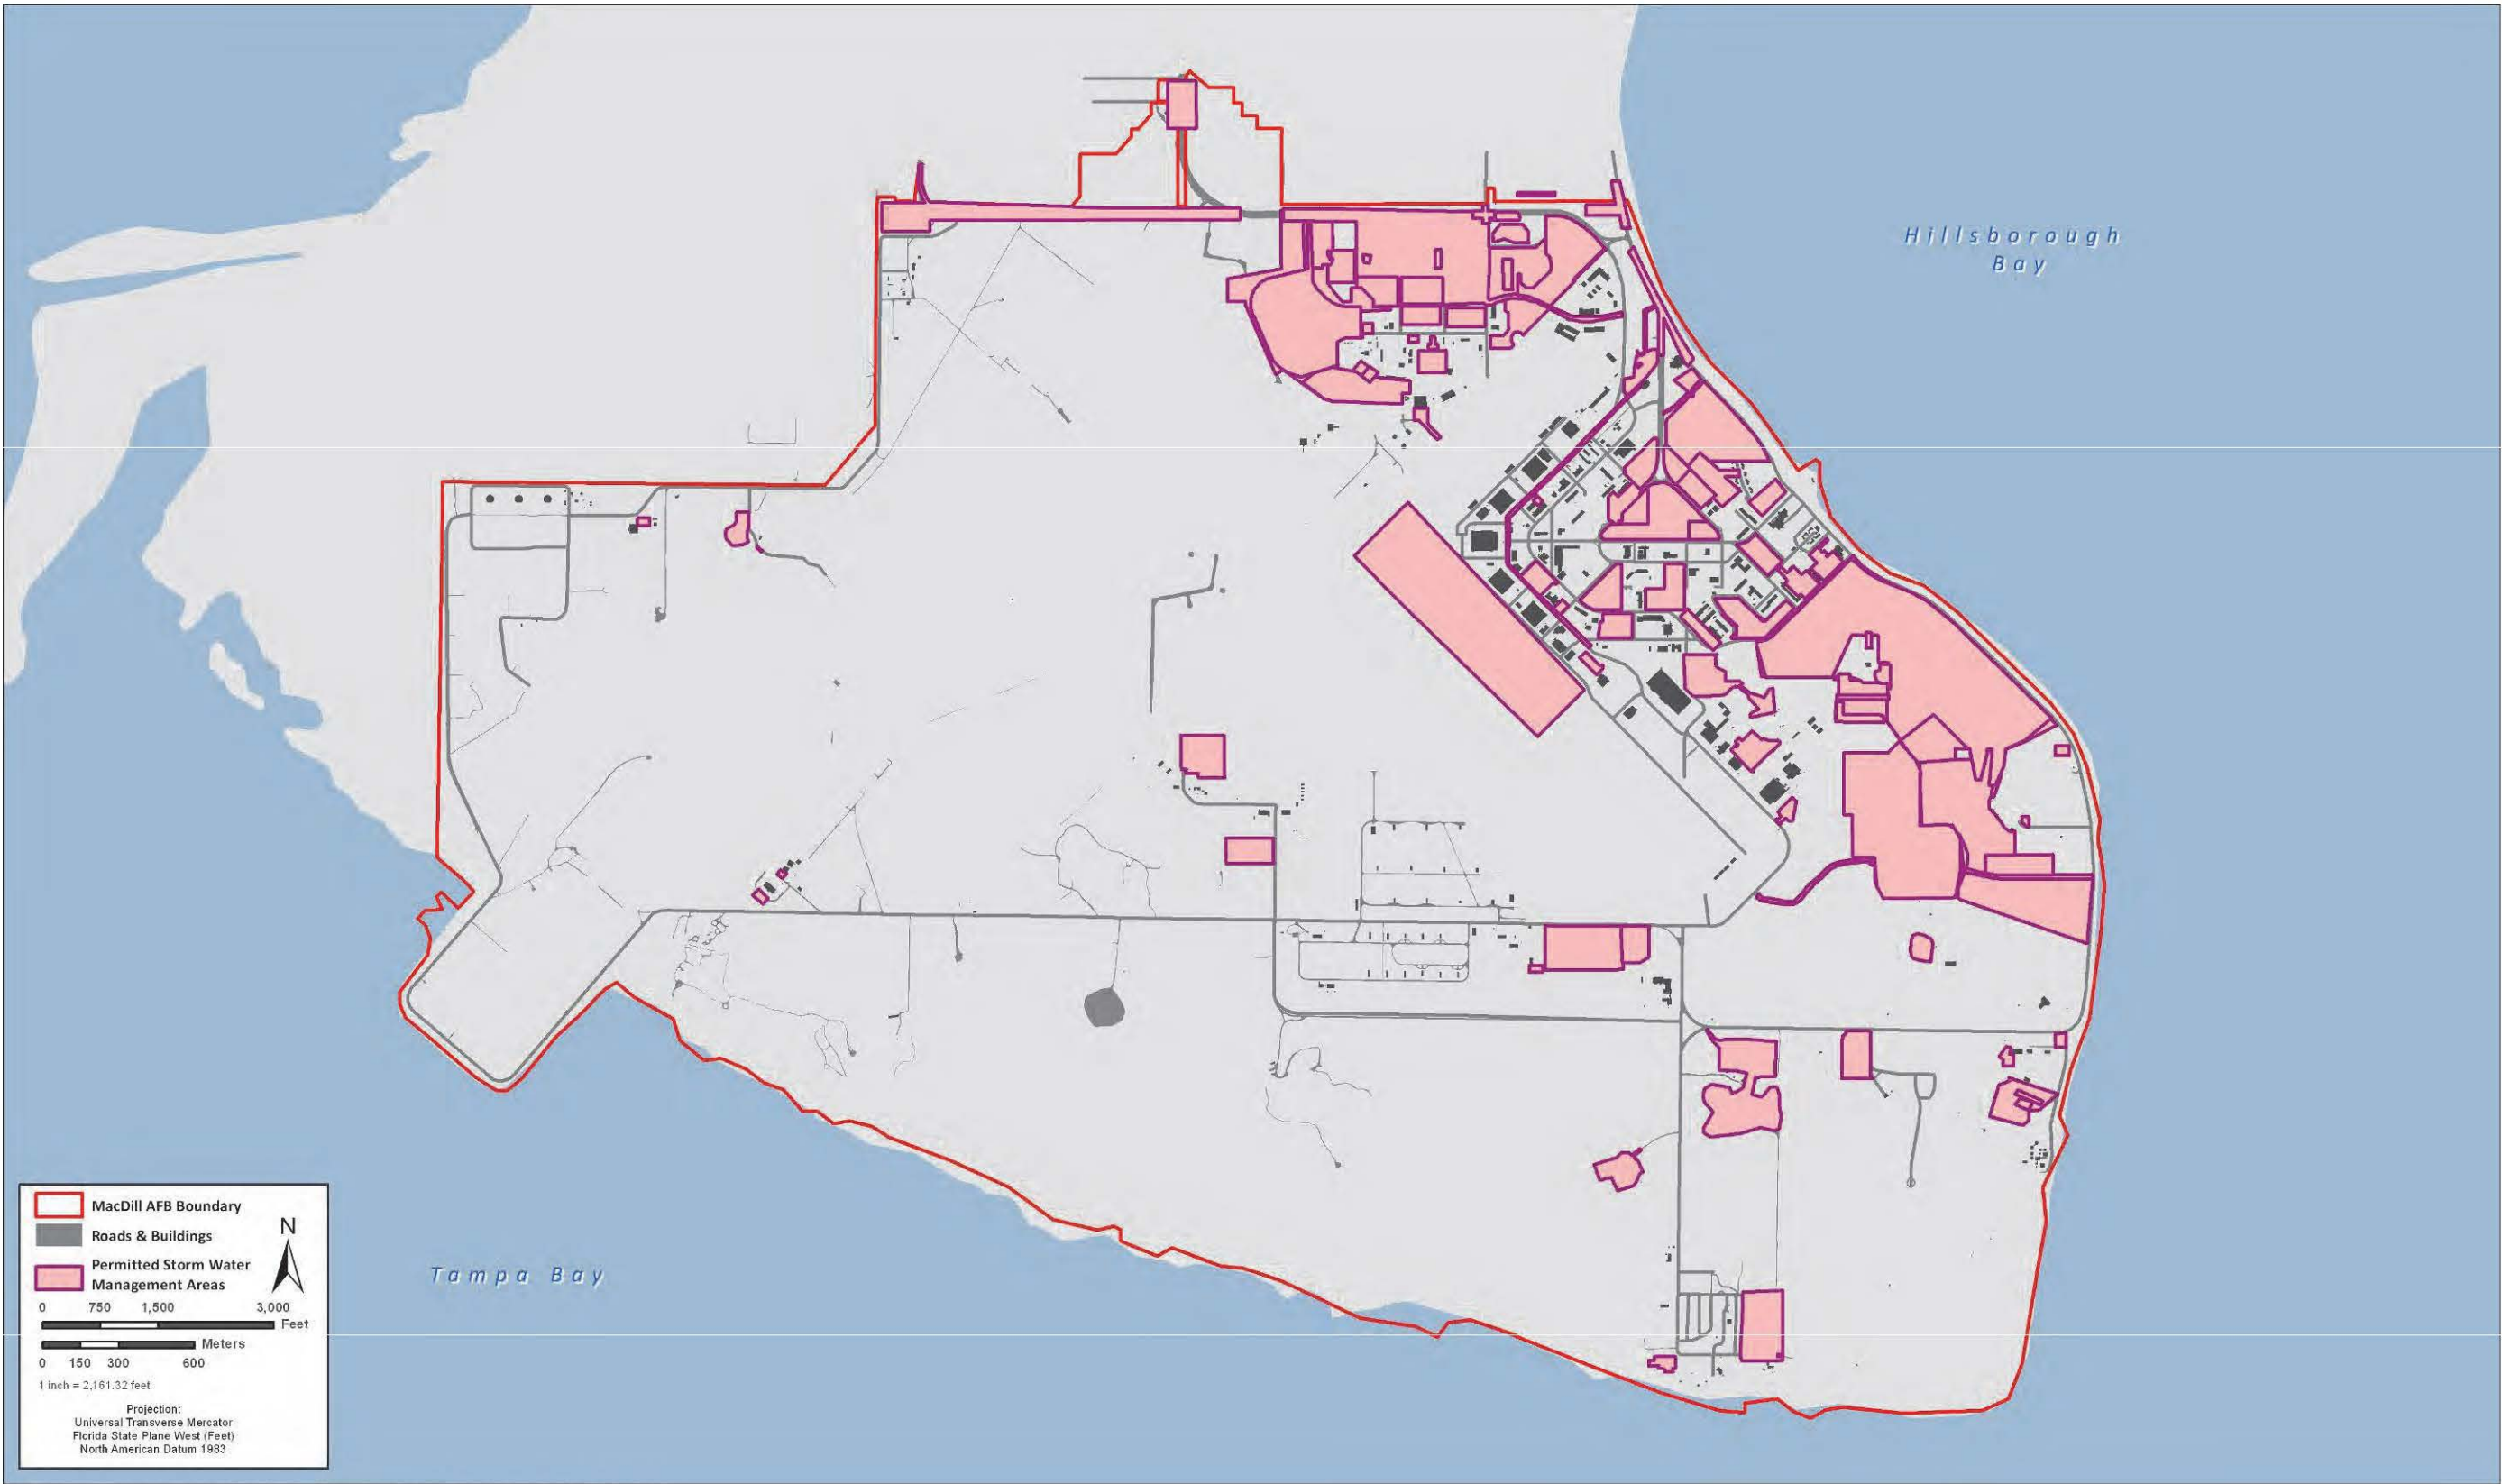 Hillsborough
Bay
Tampa Bay
MacDill AFB Boundary
Roads & Buildings
N
Permitted Storm Water
Management Areas
0 750 1,500 3,000
Feet
Meters
0 150 300 600
1 inch = 2,161.32 feet
Projection:
Universal Transverse Mercator
Florida State Plane West (Feet)
North American Datum 1983